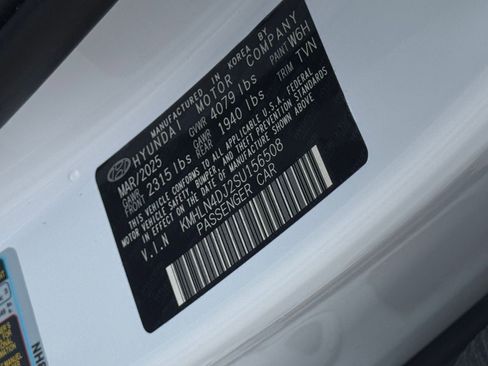 MANUFACTURED IN KOREA BY
HYUNDAI MOTOR COMPANY
MAR/2025 GVWR 4079 lbs PAINT W6H
GAWR FRONT 2315 lbs GAWR REAR 1940 lbs TRIM TVN
THIS VEHICLE CONFORMS TO ALL APPLICABLE U.S.A. FEDERAL
MOTOR VEHICLE SAFETY, BUMPER AND THEFT PREVENTION
STANDARDS IN EFFECT ON THE DATE OF MANUFACTURE SHOWN ABOVE.
V.I.N KMHLN4DJ2SU156508
PASSENGER CAR